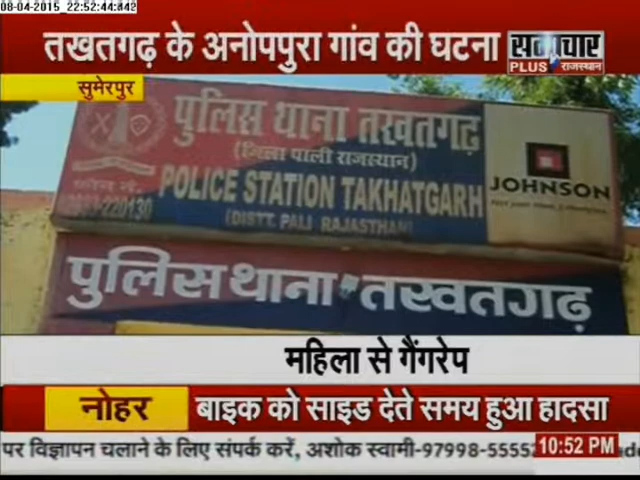 08-04-2015 22:52:44:442
तखतगढ़ के अनोपपुरा गांव की घटना
समाचार
PLUS राजस्थान
सुमेरपुर
पुलिस थाना तखतगढ़
(जिला पाली राजस्थान)
POLICE STATION TAKHATGARH
(DISTT. PALI RAJASTHAN)
JOHNSON
पुलिस थाना तखतगढ़
महिला से गैंगरेप
नोहर
बाइक को साइड देते समय हुआ हादसा
पर विज्ञापन चलाने के लिए संपर्क करें, अशोक स्वामी-97998-5555
10:52 PM